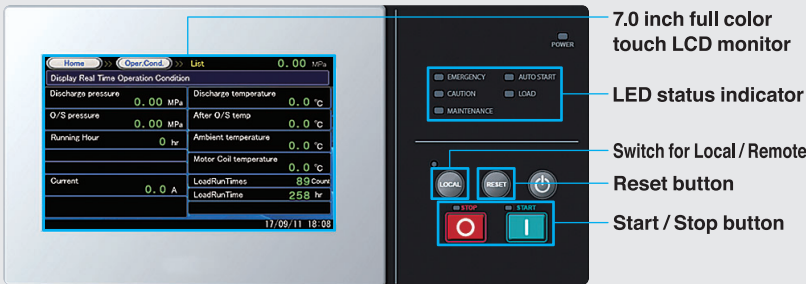 7.0 inch full color
touch LCD monitor
POWER
Home >> Oper.Cond. >> List 0.00 MPa
Display Real Time Operation Condition
Discharge pressure
0.00 MPa
Discharge temperature
0.0 °C
O/S pressure
0.00 MPa
After O/S temp
0.0 °C
Running Hour
0 hr
Ambient temperature
0.0 °C
Motor Coil temperature
0.0 °C
Current
0.0 A
LoadRunTimes 89 Count
LoadRunTime 258 hr
17/09/11 18:08
EMERGENCY AUTO START
CAUTION LOAD
MAINTENANCE
LED status indicator
LOCAL
RESET
Switch for Local / Remote
Reset button
STOP START
Start / Stop button